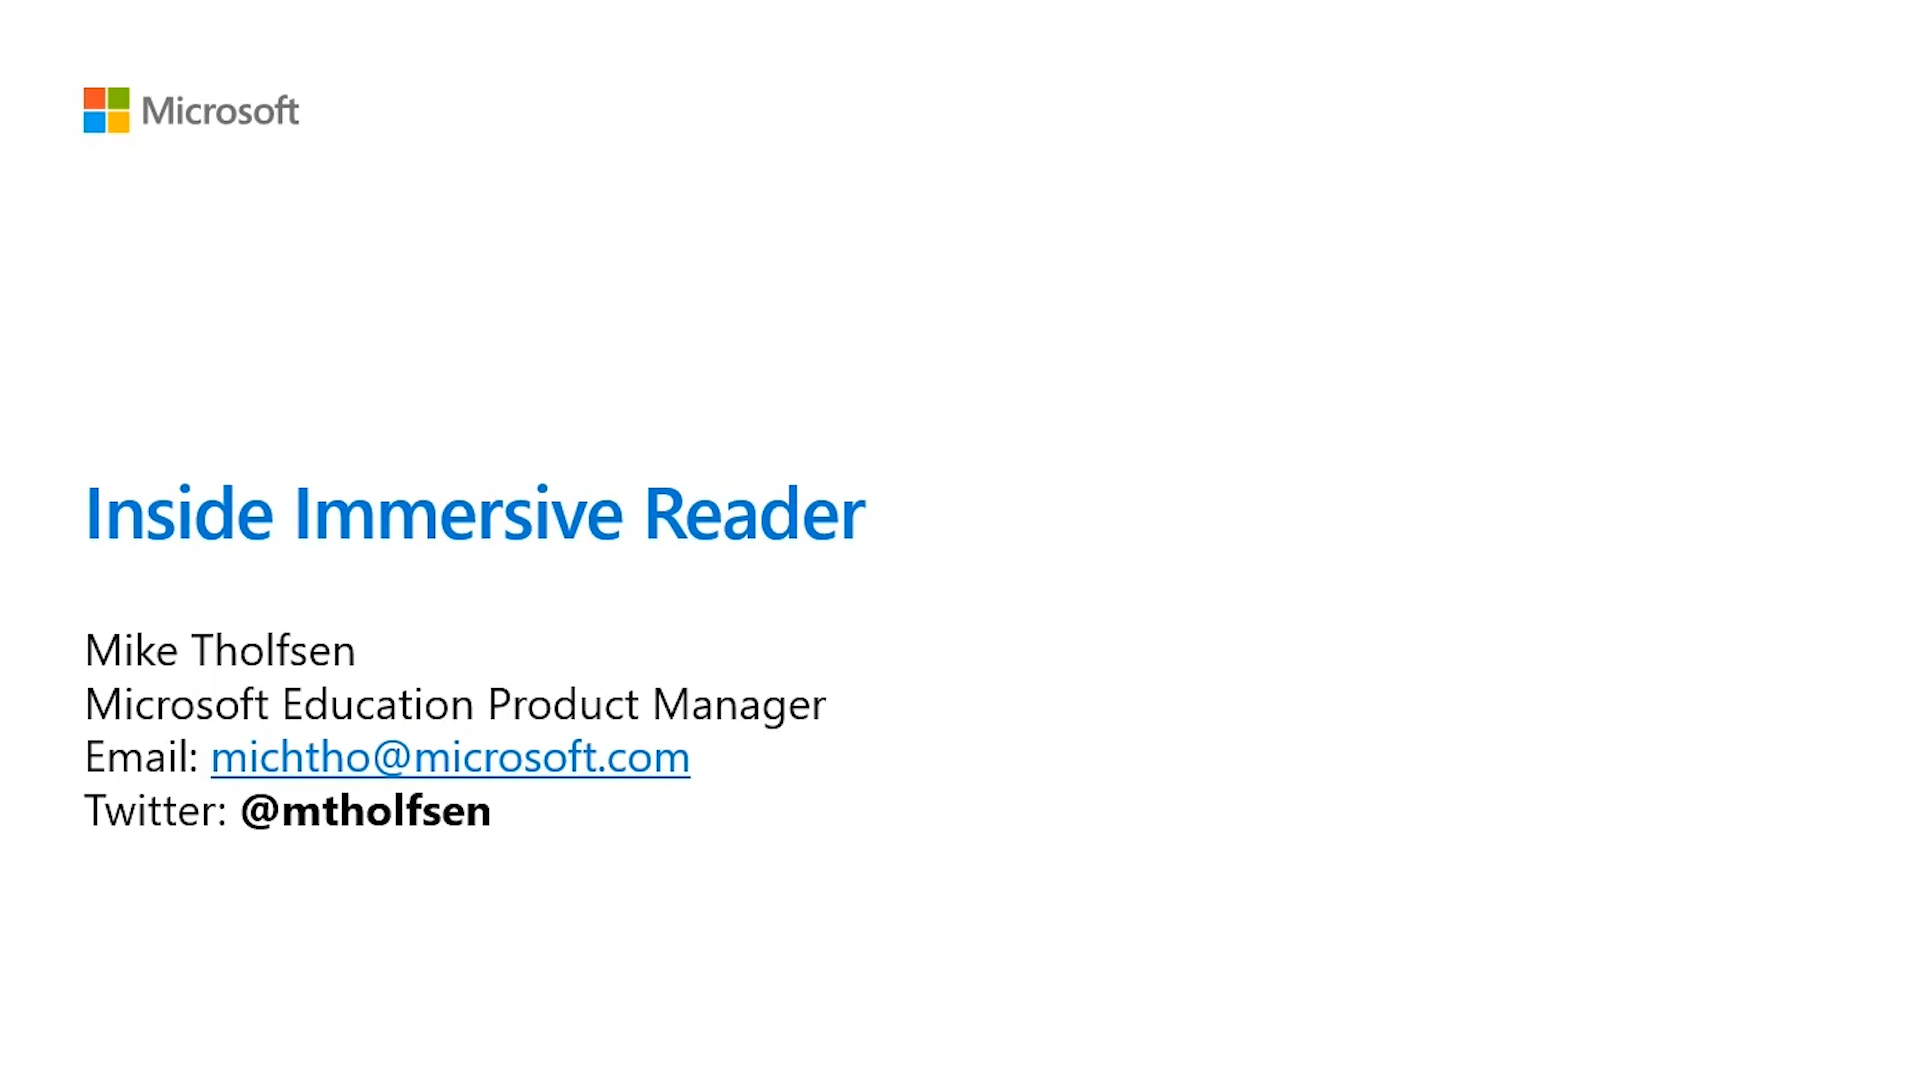 Microsoft
Inside Immersive Reader
Mike Tholfsen
Microsoft Education Product Manager
Email: michtho@microsoft.com
Twitter: @mtholfsen